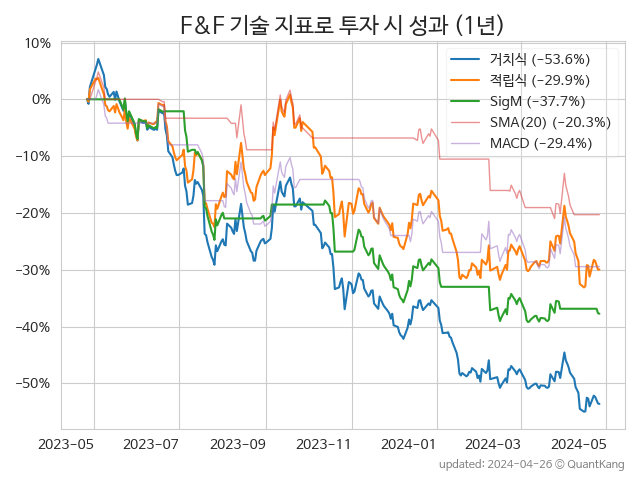 F&F 기술 지표로 투자 시 성과 (1년)
10%
0%
−10%
−20%
−30%
−40%
−50%
거치식 (−53.6%)
적립식 (−29.9%)
SigM (−37.7%)
SMA(20) (−20.3%)
MACD (−29.4%)
2023-05 2023-07 2023-09 2023-11 2024-01 2024-03 2024-05
updated: 2024-04-26 © QuantKang